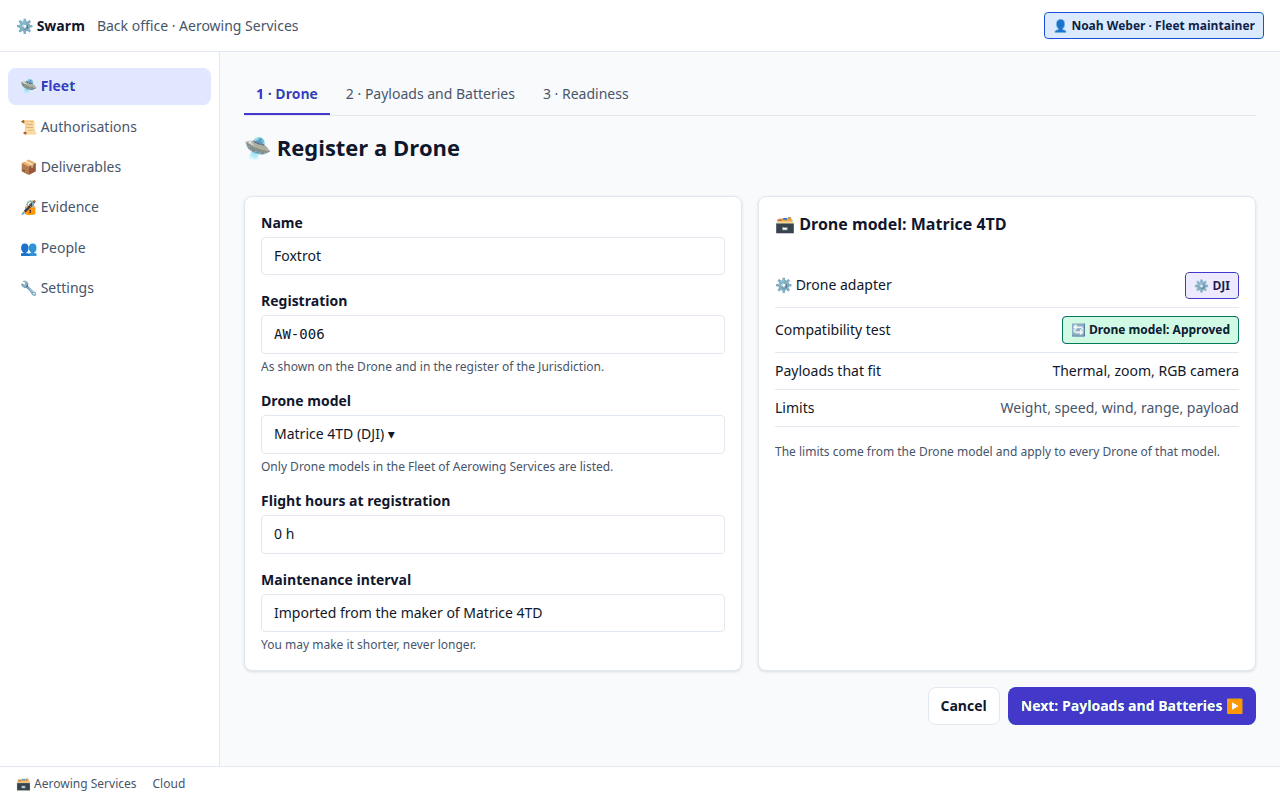 Swarm Back office · Aerowing Services
Noah Weber · Fleet maintainer
Fleet
Authorisations
Deliverables
Evidence
People
Settings
1 · Drone
2 · Payloads and Batteries
3 · Readiness
Register a Drone
Name
Foxtrot
Registration
AW-006
As shown on the Drone and in the register of the Jurisdiction.
Drone model
Matrice 4TD (DJI) ▾
Only Drone models in the Fleet of Aerowing Services are listed.
Flight hours at registration
0 h
Maintenance interval
Imported from the maker of Matrice 4TD
You may make it shorter, never longer.
Drone model: Matrice 4TD
Drone adapter
DJI
Compatibility test
Drone model: Approved
Payloads that fit
Thermal, zoom, RGB camera
Limits
Weight, speed, wind, range, payload
The limits come from the Drone model and apply to every Drone of that model.
Cancel
Next: Payloads and Batteries
Aerowing Services
Cloud